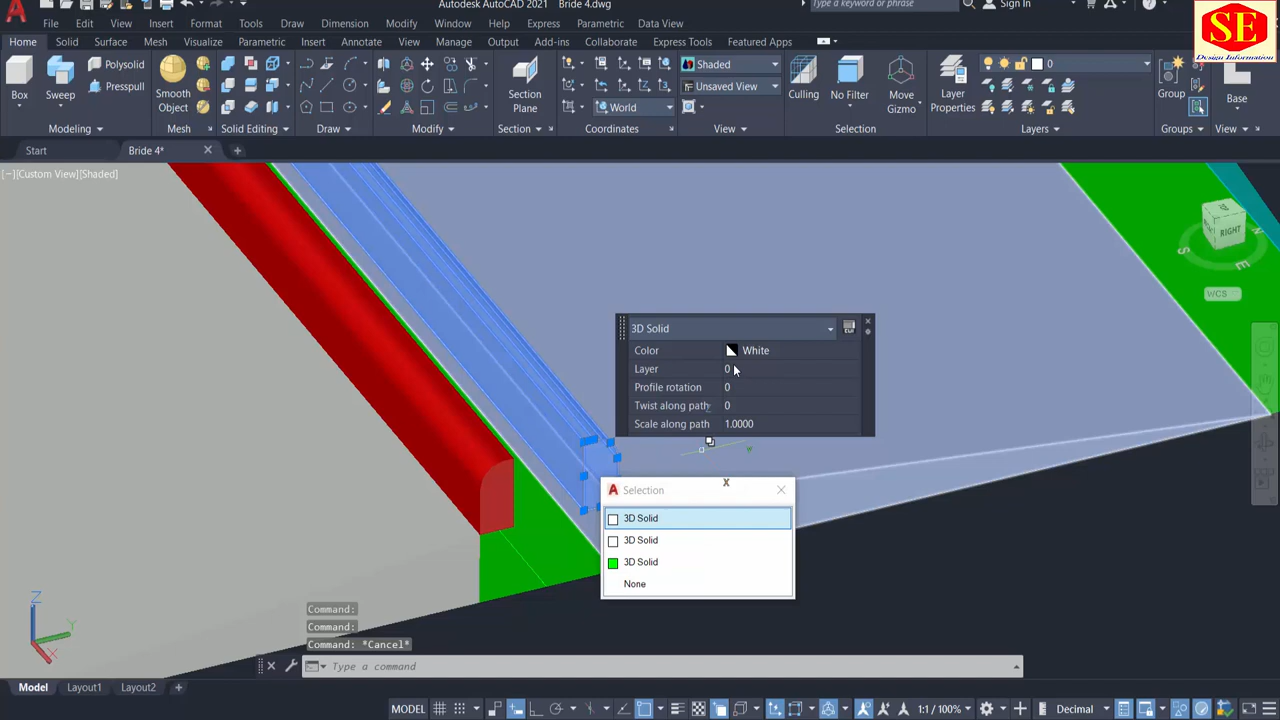 Autodesk AutoCAD 2021 Bride 4.dwg
Type a keyword or phrase
Sign In
SE
Design Information
File Edit View Insert Format Tools Draw Dimension Modify Window Express Parametric Data View
Home Solid Surface Mesh Visualize Parametric Insert Annotate View Manage Output Add-ins Collaborate Express Tools Featured Apps
Polysolid
Presspull
Box
Sweep
Smooth
Object
Section
Plane
World
Shaded
Unsaved View
Culling
No Filter
Move
Gizmo
Layer
Properties
0
Group
Base
Modeling Mesh Solid Editing Draw Modify Section Coordinates View Selection Layers Groups View
Start
Bride 4*
[−][Custom View][Shaded]
RIGHT
S
E
WCS
3D Solid
Color White
Layer 0
Profile rotation 0
Twist along path 0
Scale along path 1.0000
X
Selection
3D Solid
3D Solid
3D Solid
None
Z
Y
X
Command:
Command:
Command: *Cancel*
Type a command
Model Layout1 Layout2
MODEL
1:1 / 100%
Decimal